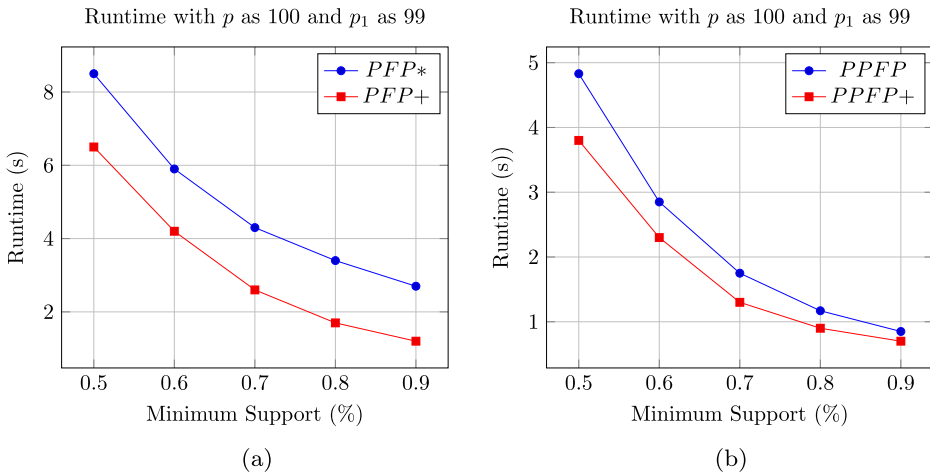 Runtime with p as 100 and p₁ as 99
PFP*
PFP+
8
6
4
2
Runtime (s)
0.5 0.6 0.7 0.8 0.9
Minimum Support (%)
(a)
Runtime with p as 100 and p₁ as 99
PPFP
PPFP+
5
4
3
2
1
Runtime (s))
0.5 0.6 0.7 0.8 0.9
Minimum Support (%)
(b)